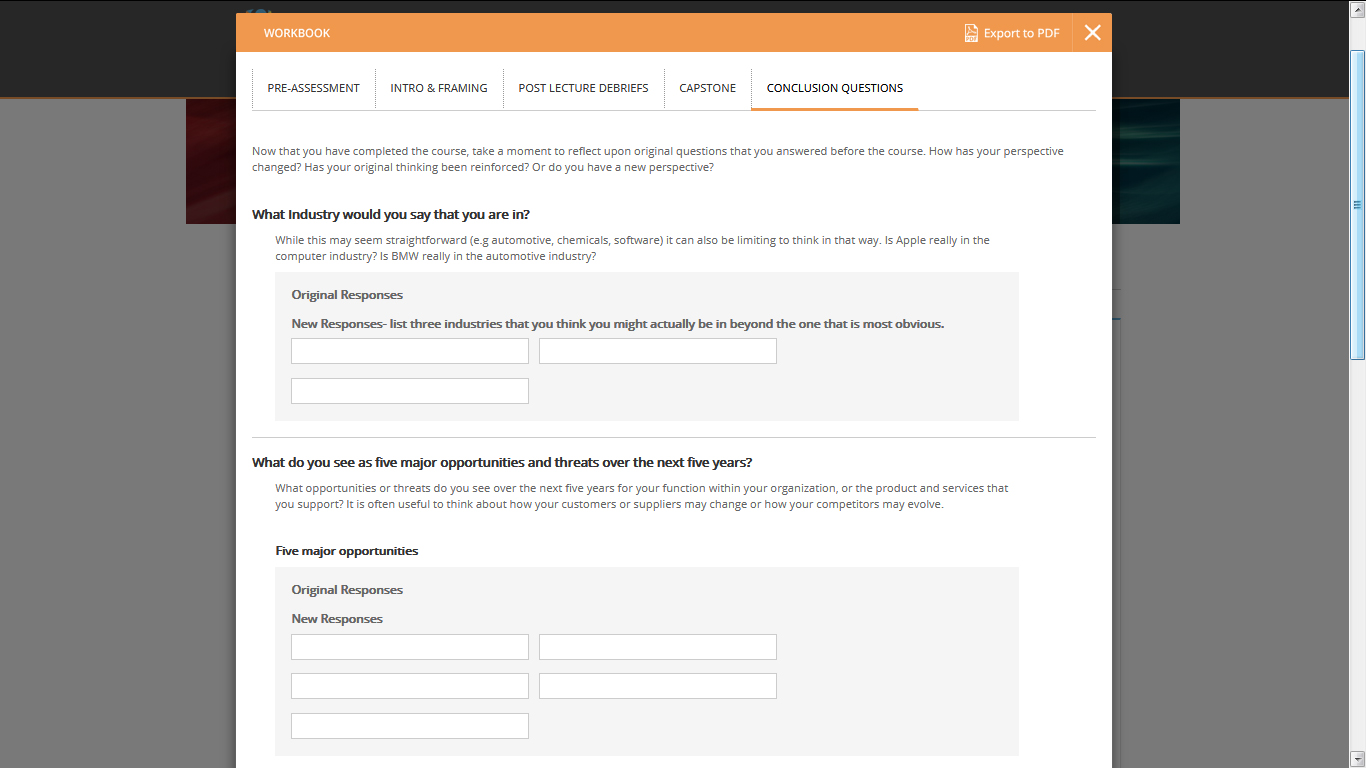 WORKBOOK
Export to PDF
PRE-ASSESSMENT
INTRO & FRAMING
POST LECTURE DEBRIEFS
CAPSTONE
CONCLUSION QUESTIONS
Now that you have completed the course, take a moment to reflect upon original questions that you answered before the course. How has your perspective
changed? Has your original thinking been reinforced? Or do you have a new perspective?
What Industry would you say that you are in?
While this may seem straightforward (e.g automotive, chemicals, software) it can also be limiting to think in that way. Is Apple really in the
computer industry? Is BMW really in the automotive industry?
Original Responses
New Responses- list three industries that you think you might actually be in beyond the one that is most obvious.
What do you see as five major opportunities and threats over the next five years?
What opportunities or threats do you see over the next five years for your function within your organization, or the product and services that
you support? It is often useful to think about how your customers or suppliers may change or how your competitors may evolve.
Five major opportunities
Original Responses
New Responses